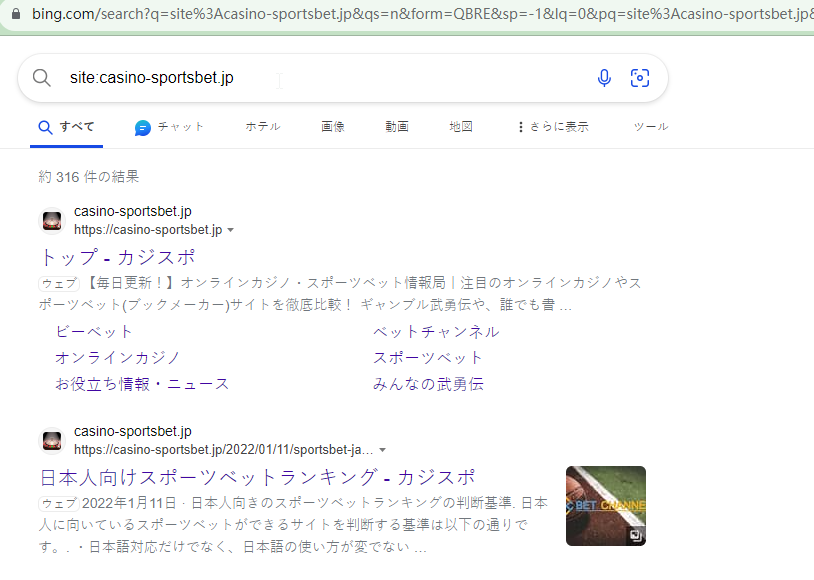 bing.com/search?q=site%3Acasino-sportsbet.jp&qs=n&form=QBRE&sp=-1&lq=0&pq=site%3Acasino-sportsbet.jp&
site:casino-sportsbet.jp
すべて チャット ホテル 画像 動画 地図 さらに表示 ツール
約 316 件の結果
casino-sportsbet.jp
https://casino-sportsbet.jp
トップ - カジスポ
ウェブ 【毎日更新！】オンラインカジノ・スポーツベット情報局｜注目のオンラインカジノやス
ポーツベット(ブックメーカー)サイトを徹底比較！ ギャンブル武勇伝や、誰でも書 …
ビーベット ベットチャンネル
オンラインカジノ スポーツベット
お役立ち情報・ニュース みんなの武勇伝
casino-sportsbet.jp
https://casino-sportsbet.jp/2022/01/11/sportsbet-ja…
日本人向けスポーツベットランキング - カジスポ
ウェブ 2022年1月11日 · 日本人向きのスポーツベットランキングの判断基準. 日本
人に向いているスポーツベットができるサイトを判断する基準は以下の通りで
す。. ・日本語対応だけでなく、日本語の使い方が変でない …
BET CHANNE